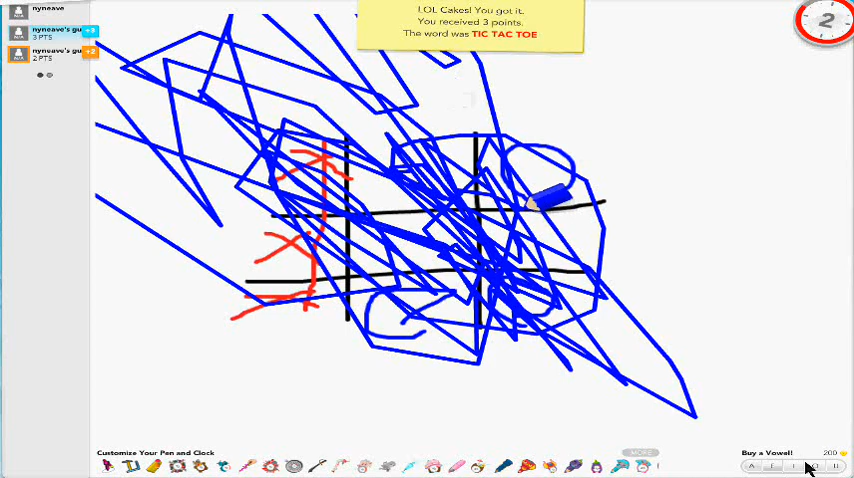 nyneave
N/A
nyneave's gu +3
3 PTS
N/A
nyneave's gu +2
2 PTS
N/A
LOL Cakes! You got it.
You received 3 points.
The word was TIC TAC TOE
2
Customize Your Pen and Clock
MORE
Buy a Vowel! 200
A E I O U